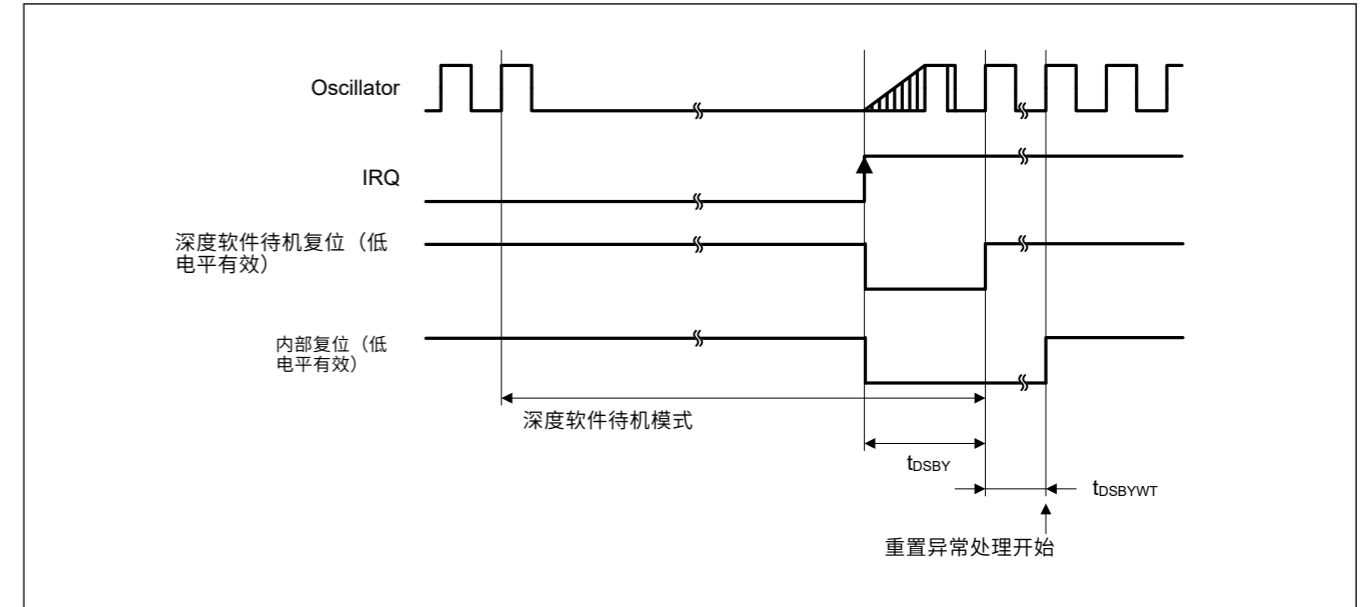 Oscillator
IRQ
深度软件待机复位（低
电平有效）
内部复位（低
电平有效）
深度软件待机模式
tDSBY
tDSBYWT
重置异常处理开始